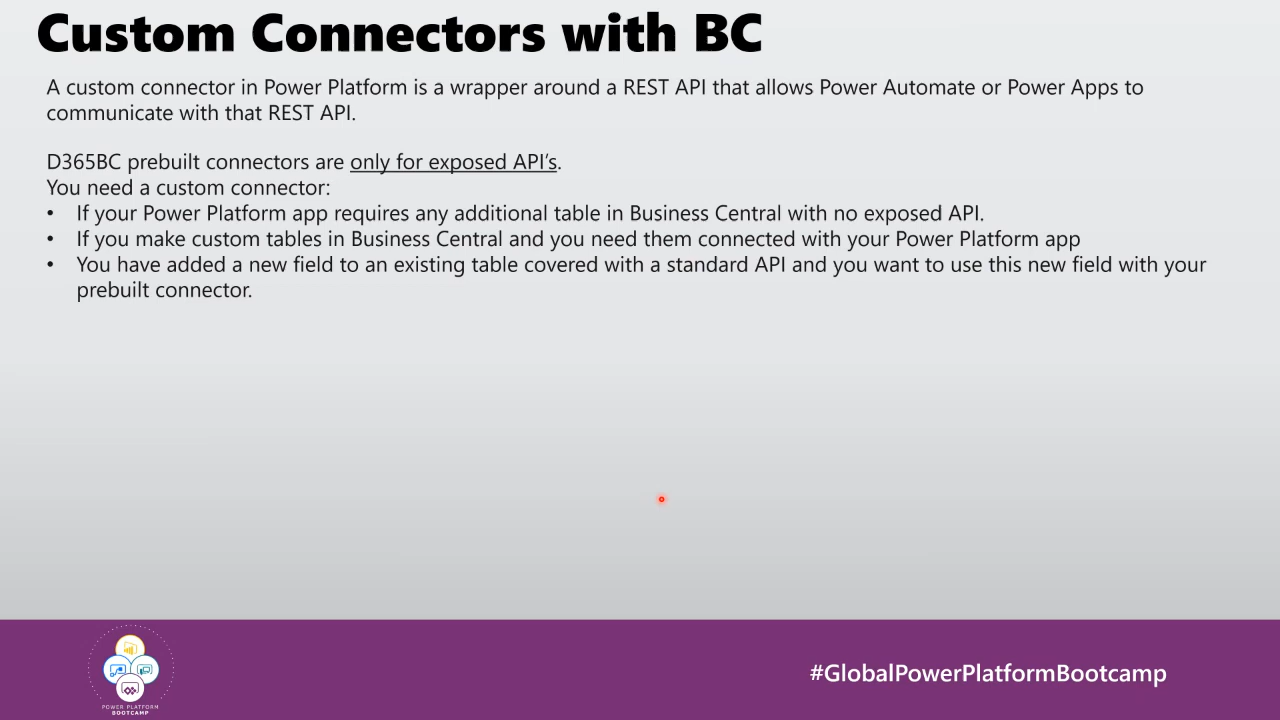 Custom Connectors with BC
A custom connector in Power Platform is a wrapper around a REST API that allows Power Automate or Power Apps to
communicate with that REST API.
D365BC prebuilt connectors are only for exposed API's.
You need a custom connector:
• If your Power Platform app requires any additional table in Business Central with no exposed API.
• If you make custom tables in Business Central and you need them connected with your Power Platform app
• You have added a new field to an existing table covered with a standard API and you want to use this new field with your
prebuilt connector.
POWER PLATFORM
BOOTCAMP
#GlobalPowerPlatformBootcamp